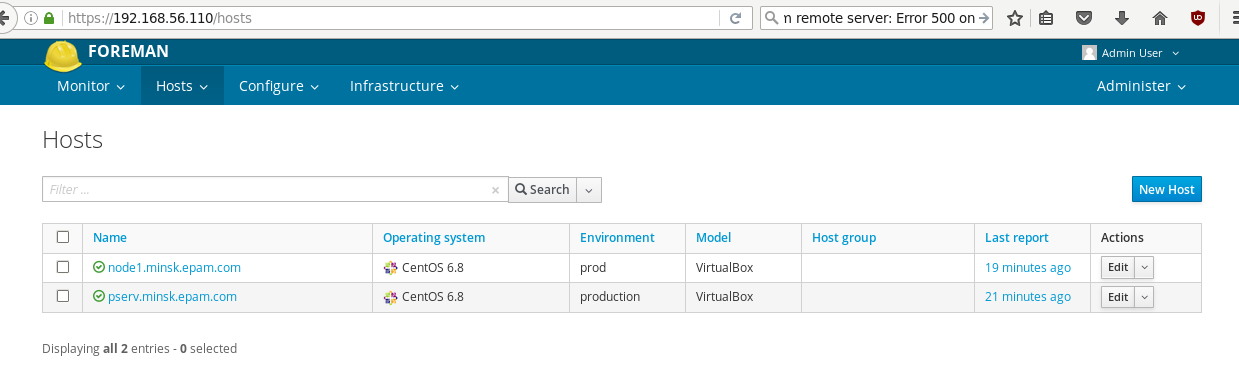 https://192.168.56.110/hosts
n remote server: Error 500 on
FOREMAN
Admin User
Monitor Hosts Configure Infrastructure Administer
Hosts
Filter ... × Search New Host
Name Operating system Environment Model Host group Last report Actions
node1.minsk.epam.com CentOS 6.8 prod VirtualBox 19 minutes ago Edit
pserv.minsk.epam.com CentOS 6.8 production VirtualBox 21 minutes ago Edit
Displaying all 2 entries - 0 selected